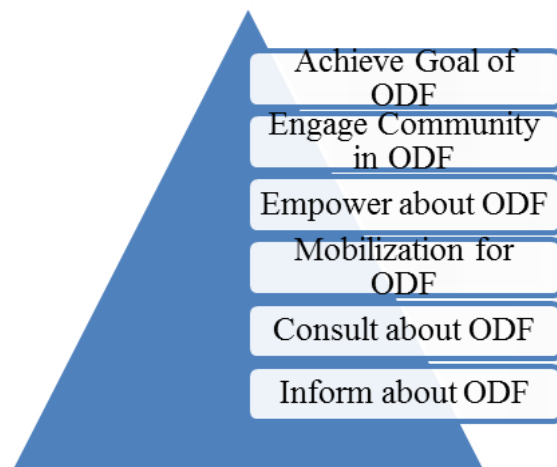 Achieve Goal of
ODF
Engage Community
in ODF
Empower about ODF
Mobilization for
ODF
Consult about ODF
Inform about ODF